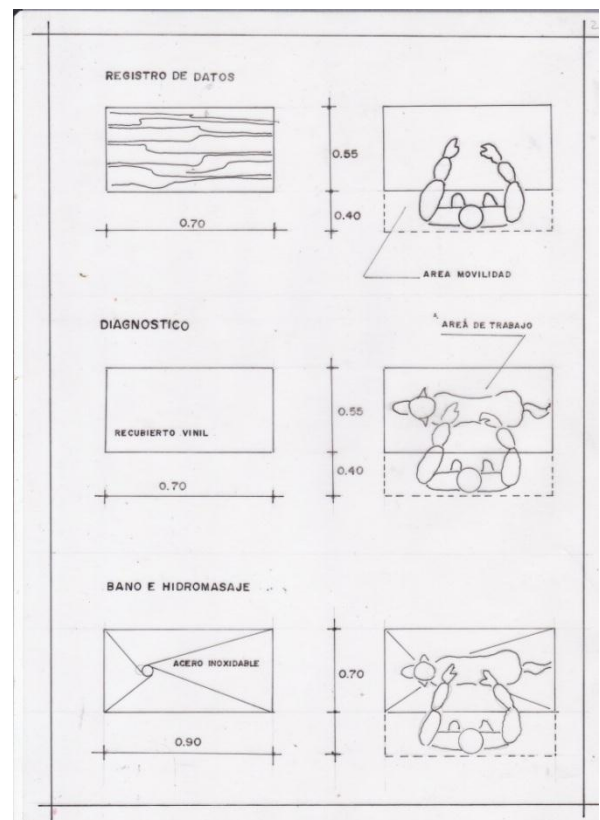 2
REGISTRO DE DATOS
0.55
0.40
0.70
AREA MOVILIDAD
DIAGNOSTICO
AREA DE TRABAJO
RECUBIERTO VINIL
0.55
0.40
0.70
BANO E HIDROMASAJE
ACERO INOXIDABLE
0.70
0.90